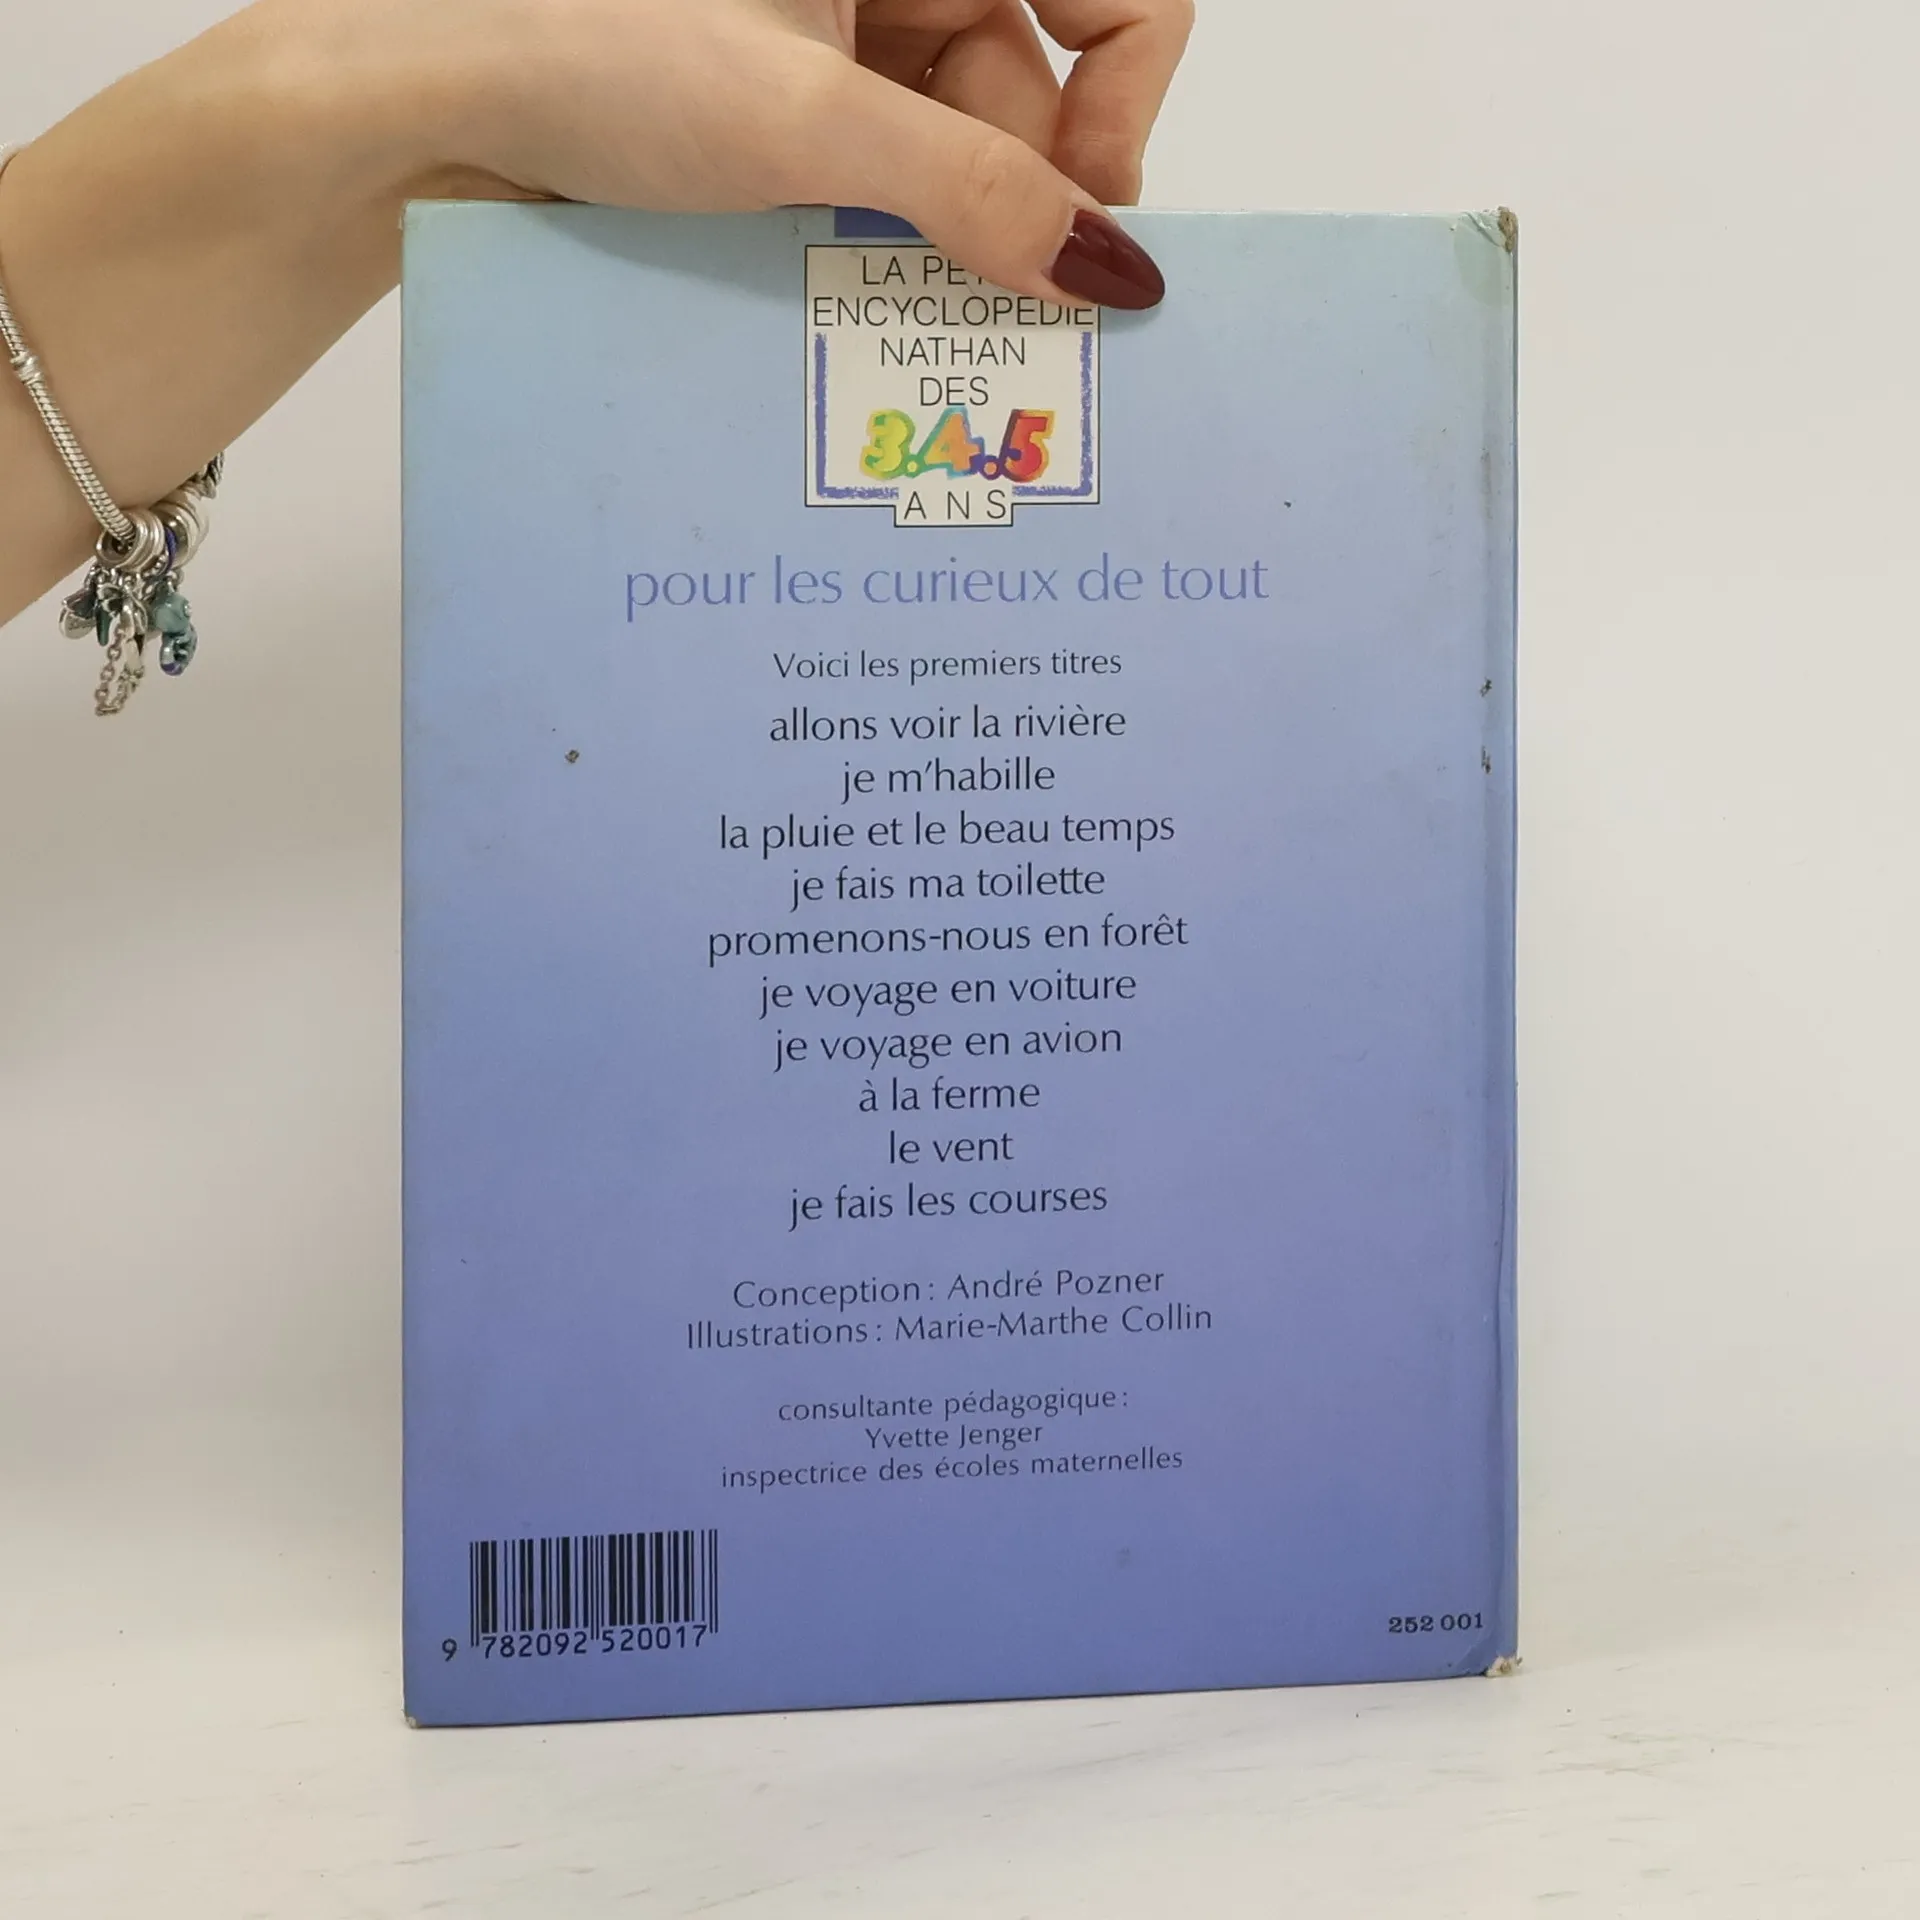 LA
ENCYCLOPÉDIE
NATHAN
DES
3.4.5
ANS
pour les curieux de tout
Voici les premiers titres
allons voir la rivière
je m'habille
la pluie et le beau temps
je fais ma toilette
promenons-nous en forêt
je voyage en voiture
je voyage en avion
à la ferme
le vent
je fais les courses
Conception : André Pozner
Illustrations : Marie-Marthe Collin
consultante pédagogique :
Yvette Jenger
inspectrice des écoles maternelles
9 782092 520017
252 001